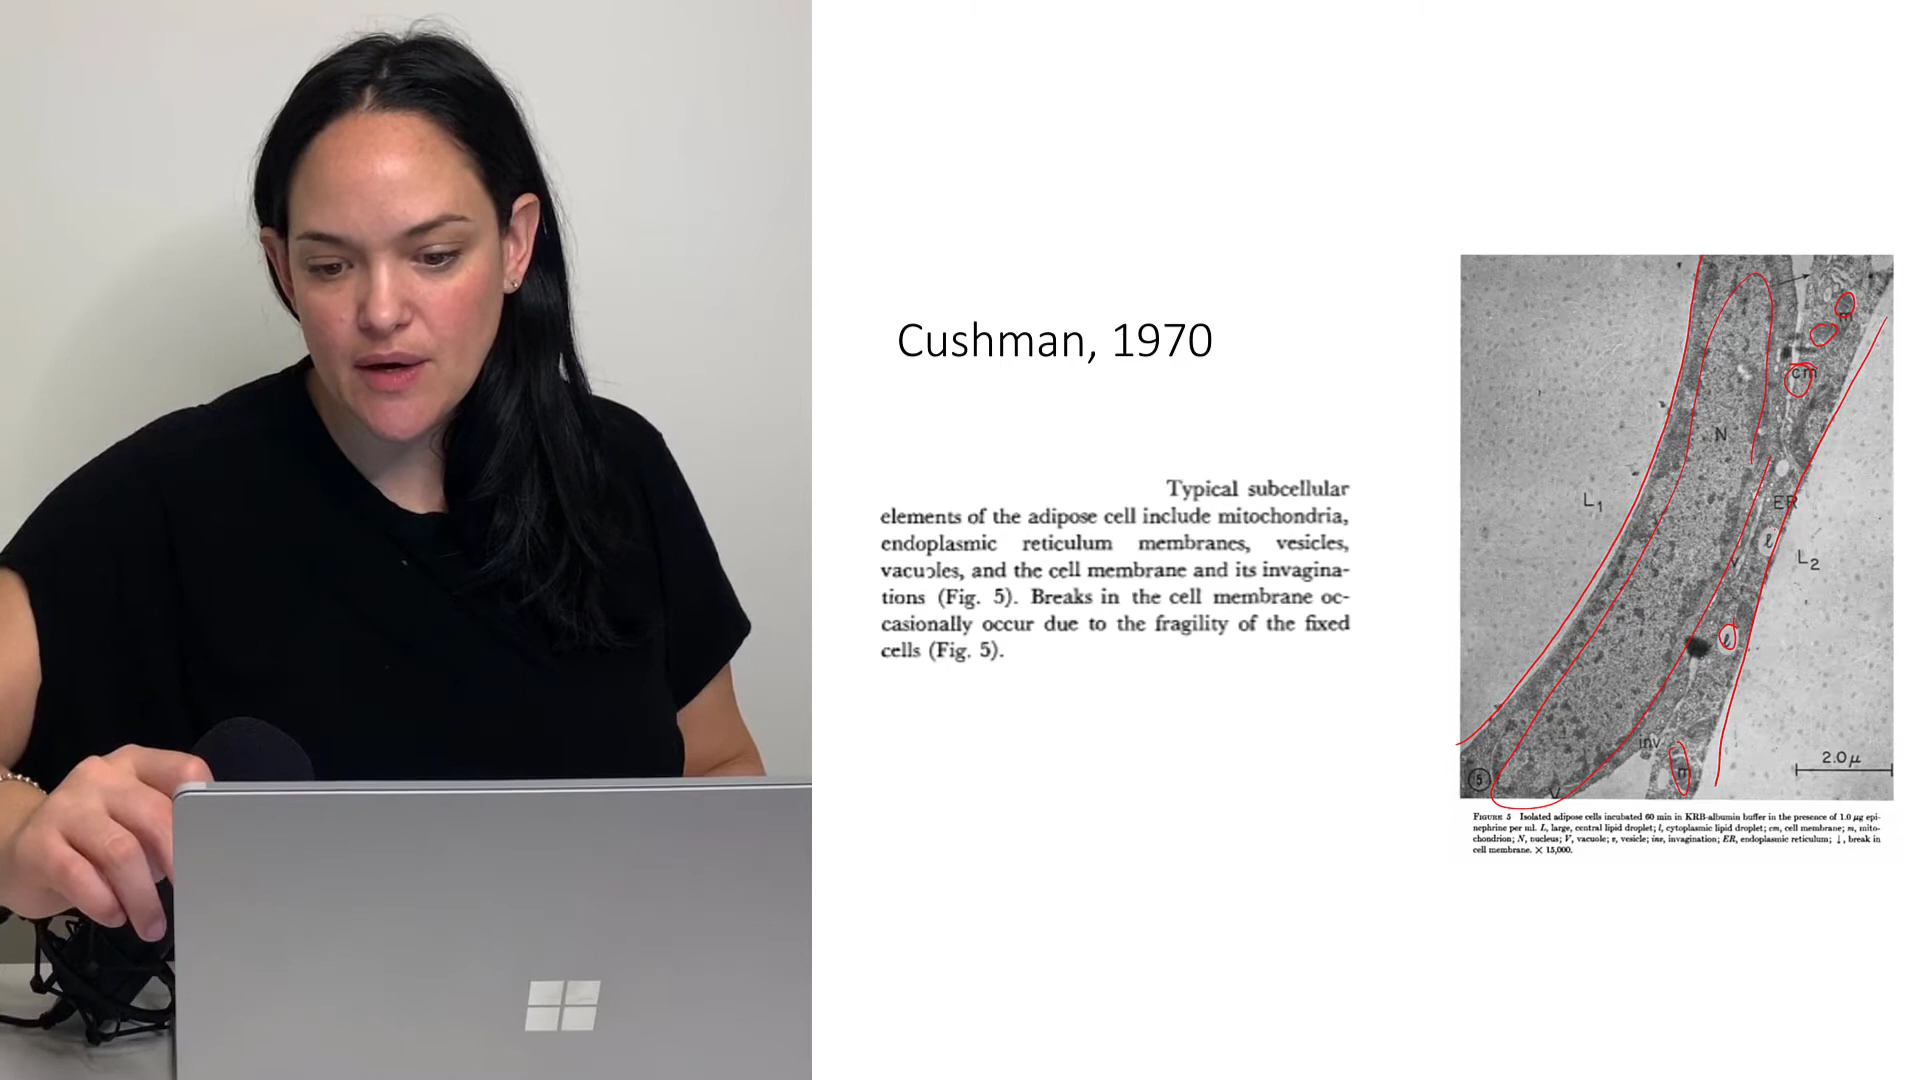 Cushman, 1970
Typical subcellular
elements of the adipose cell include mitochondria,
endoplasmic reticulum membranes, vesicles,
vacuoles, and the cell membrane and its invagina-
tions (Fig. 5). Breaks in the cell membrane oc-
casionally occur due to the fragility of the fixed
cells (Fig. 5).
m
cm
N
L1
ER
l
L2
V
l
inv
2.0 μ
m
5
V
FIGURE 5 Isolated adipose cells incubated 60 min in KRB-albumin buffer in the presence of 1.0 μg epi-
nephrine per ml. L, large, central lipid droplet; l, cytoplasmic lipid droplet; cm, cell membrane; m, mito-
chondrion; N, nucleus; V, vacuole; v, vesicle; inv, invagination; ER, endoplasmic reticulum; ↓, break in
cell membrane. × 15,000.